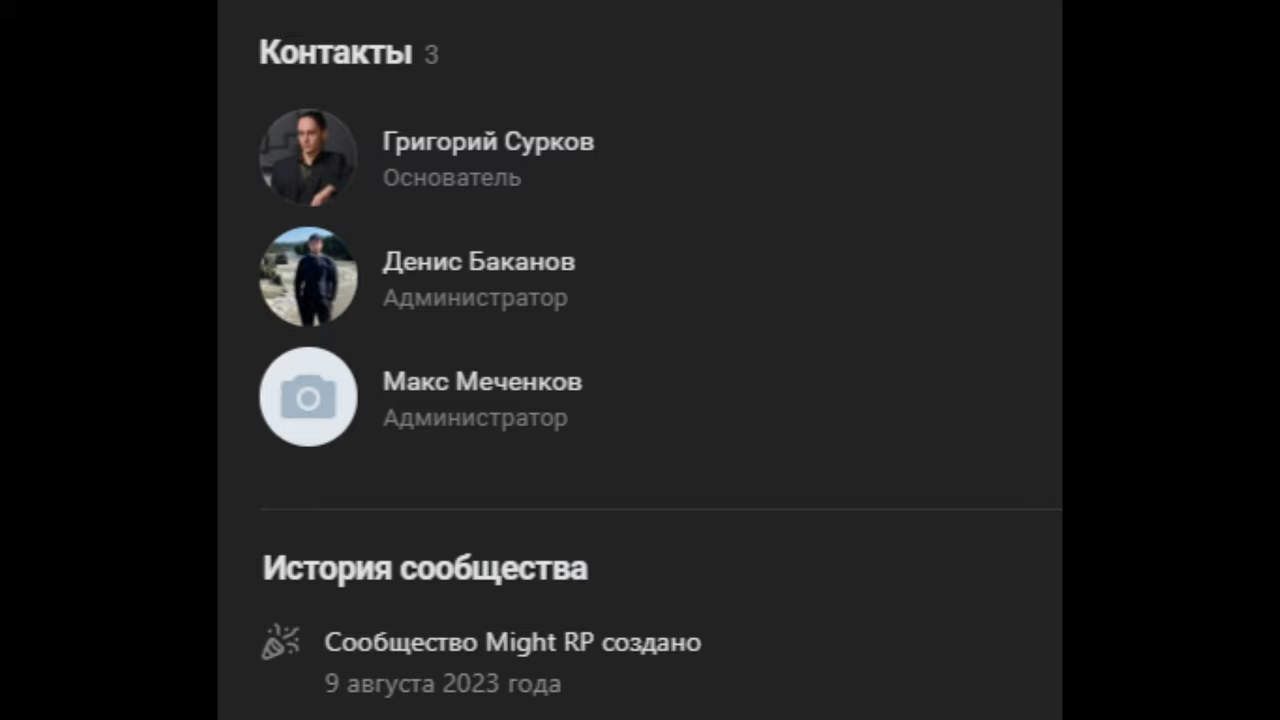 Контакты 3
Григорий Сурков
Основатель
Денис Баканов
Администратор
Макс Меченков
Администратор
История сообщества
Сообщество Might RP создано
9 августа 2023 года